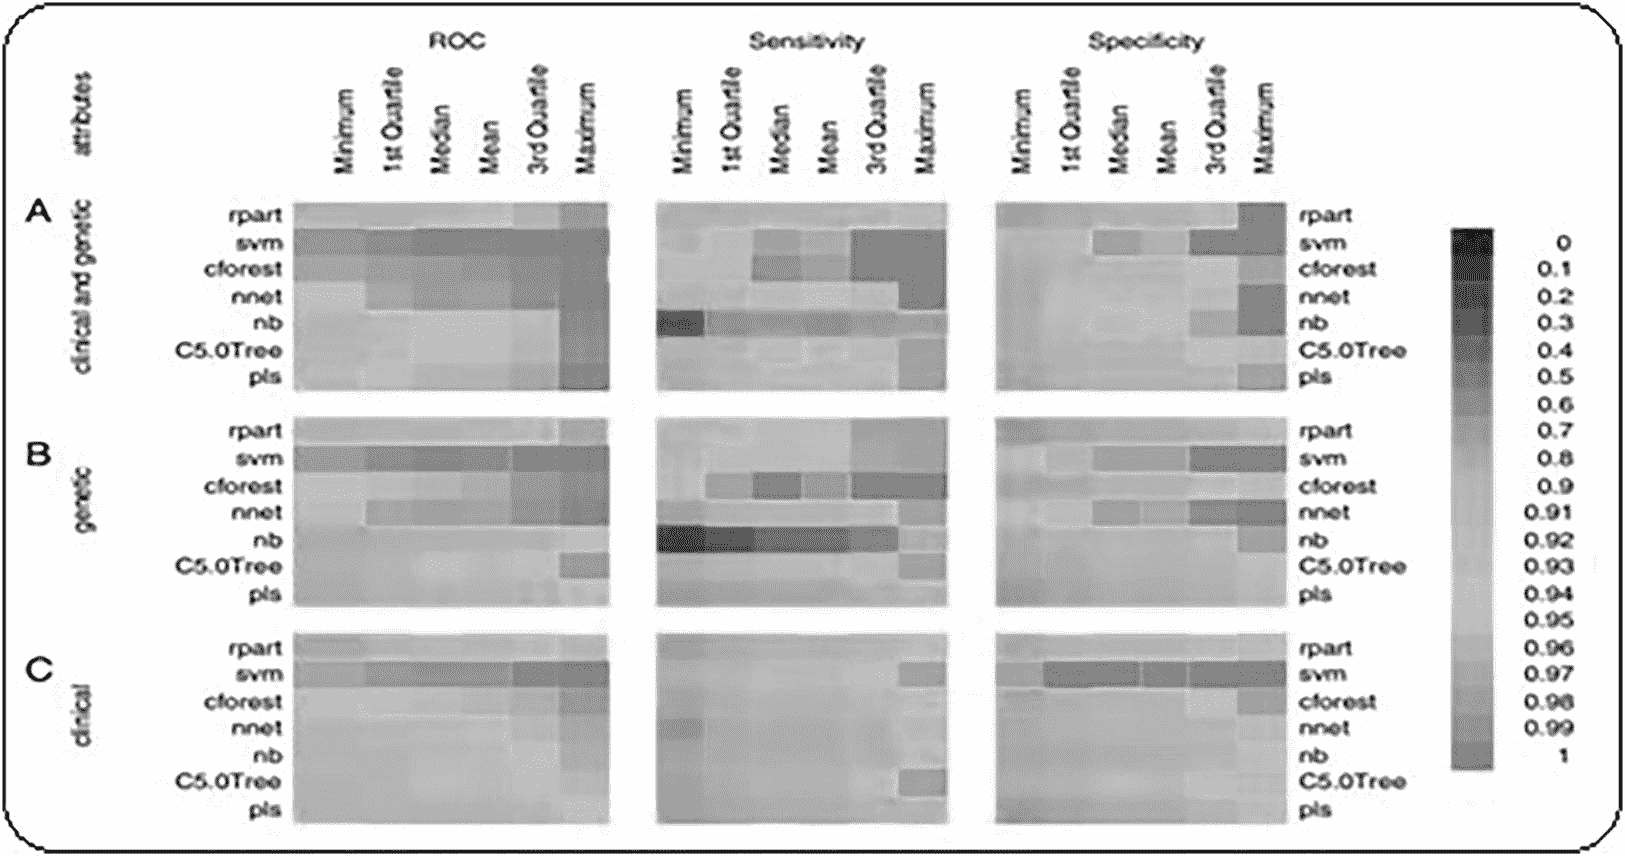 ROC Sensitivity Specificity
attributes Minimum 1st Quartile Median Mean 3rd Quartile Maximum Minimum 1st Quartile Median Mean 3rd Quartile Maximum Minimum 1st Quartile Median Mean 3rd Quartile Maximum
A
clinical and genetic
rpart rpart
svm svm 0
cforest cforest 0.1
nnet nnet 0.2
nb nb 0.3
C5.0Tree C5.0Tree 0.4
pls pls 0.5
0.6
B
genetic
rpart rpart 0.7
svm svm 0.8
cforest cforest 0.9
nnet nnet 0.91
nb nb 0.92
C5.0Tree C5.0Tree 0.93
pls pls 0.94
0.95
C
clinical
rpart rpart 0.96
svm svm 0.97
cforest cforest 0.98
nnet nnet 0.99
nb nb 1
C5.0Tree C5.0Tree
pls pls